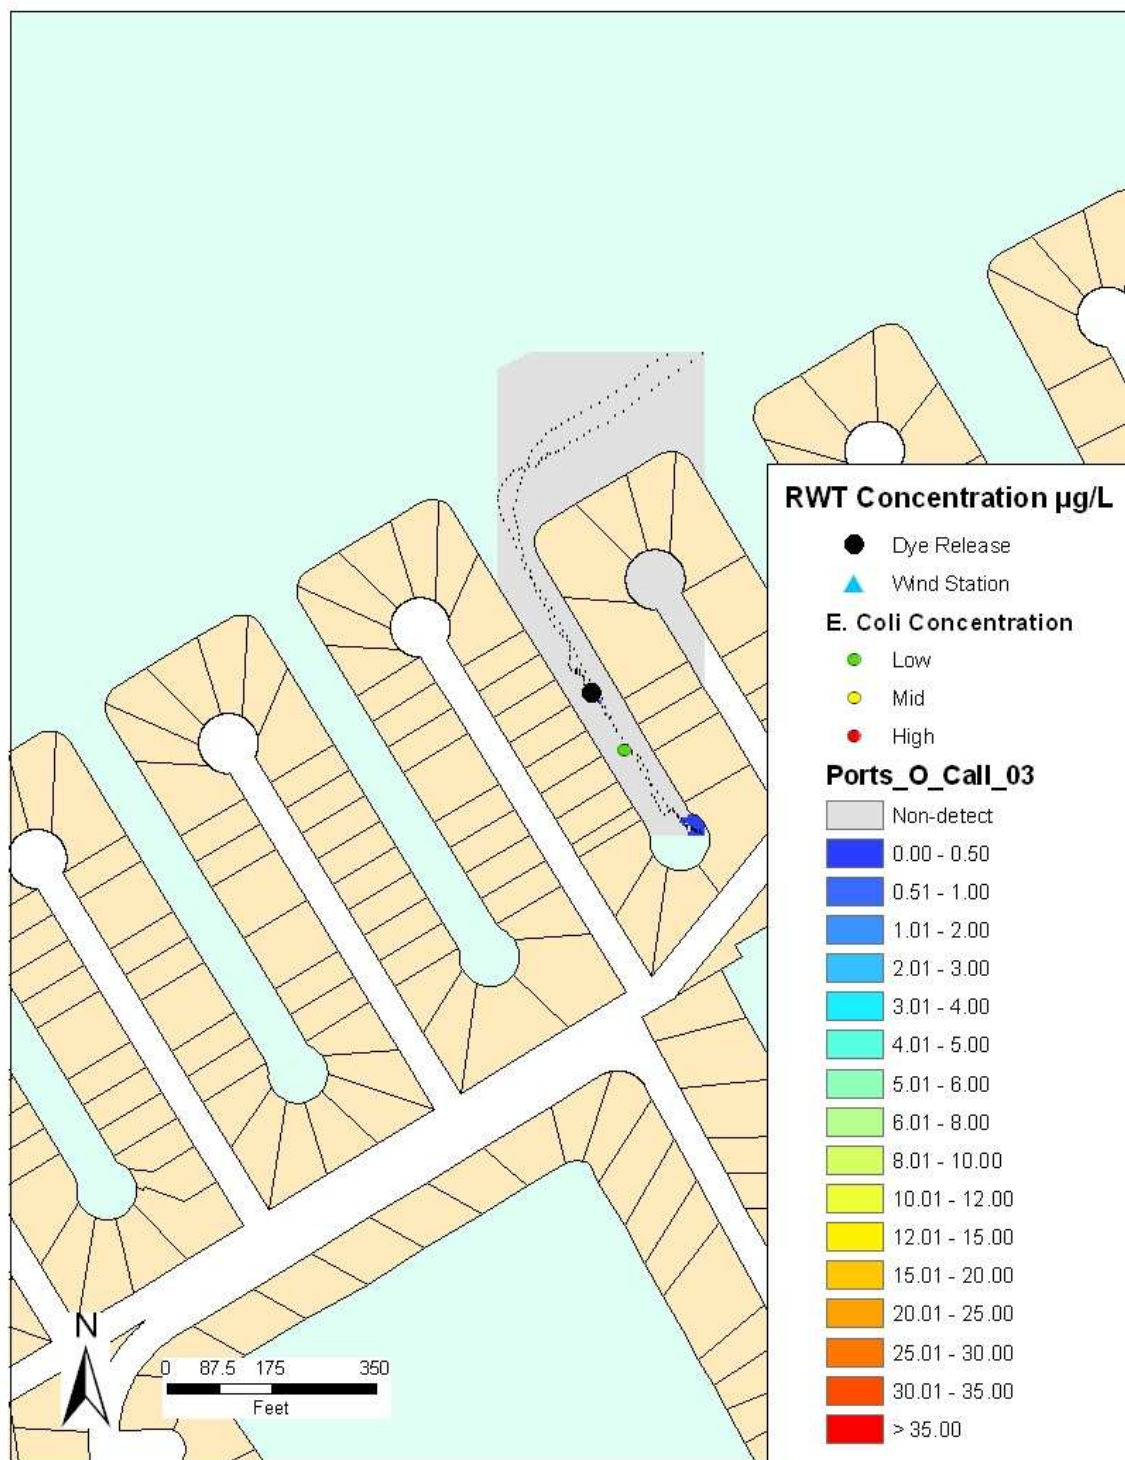 RWT Concentration µg/L
Dye Release
Wind Station
E. Coli Concentration
Low
Mid
High
Ports_O_Call_03
Non-detect
0.00 - 0.50
0.51 - 1.00
1.01 - 2.00
2.01 - 3.00
3.01 - 4.00
4.01 - 5.00
5.01 - 6.00
6.01 - 8.00
8.01 - 10.00
10.01 - 12.00
12.01 - 15.00
15.01 - 20.00
20.01 - 25.00
25.01 - 30.00
30.01 - 35.00
> 35.00
N
0 87.5 175 350
Feet